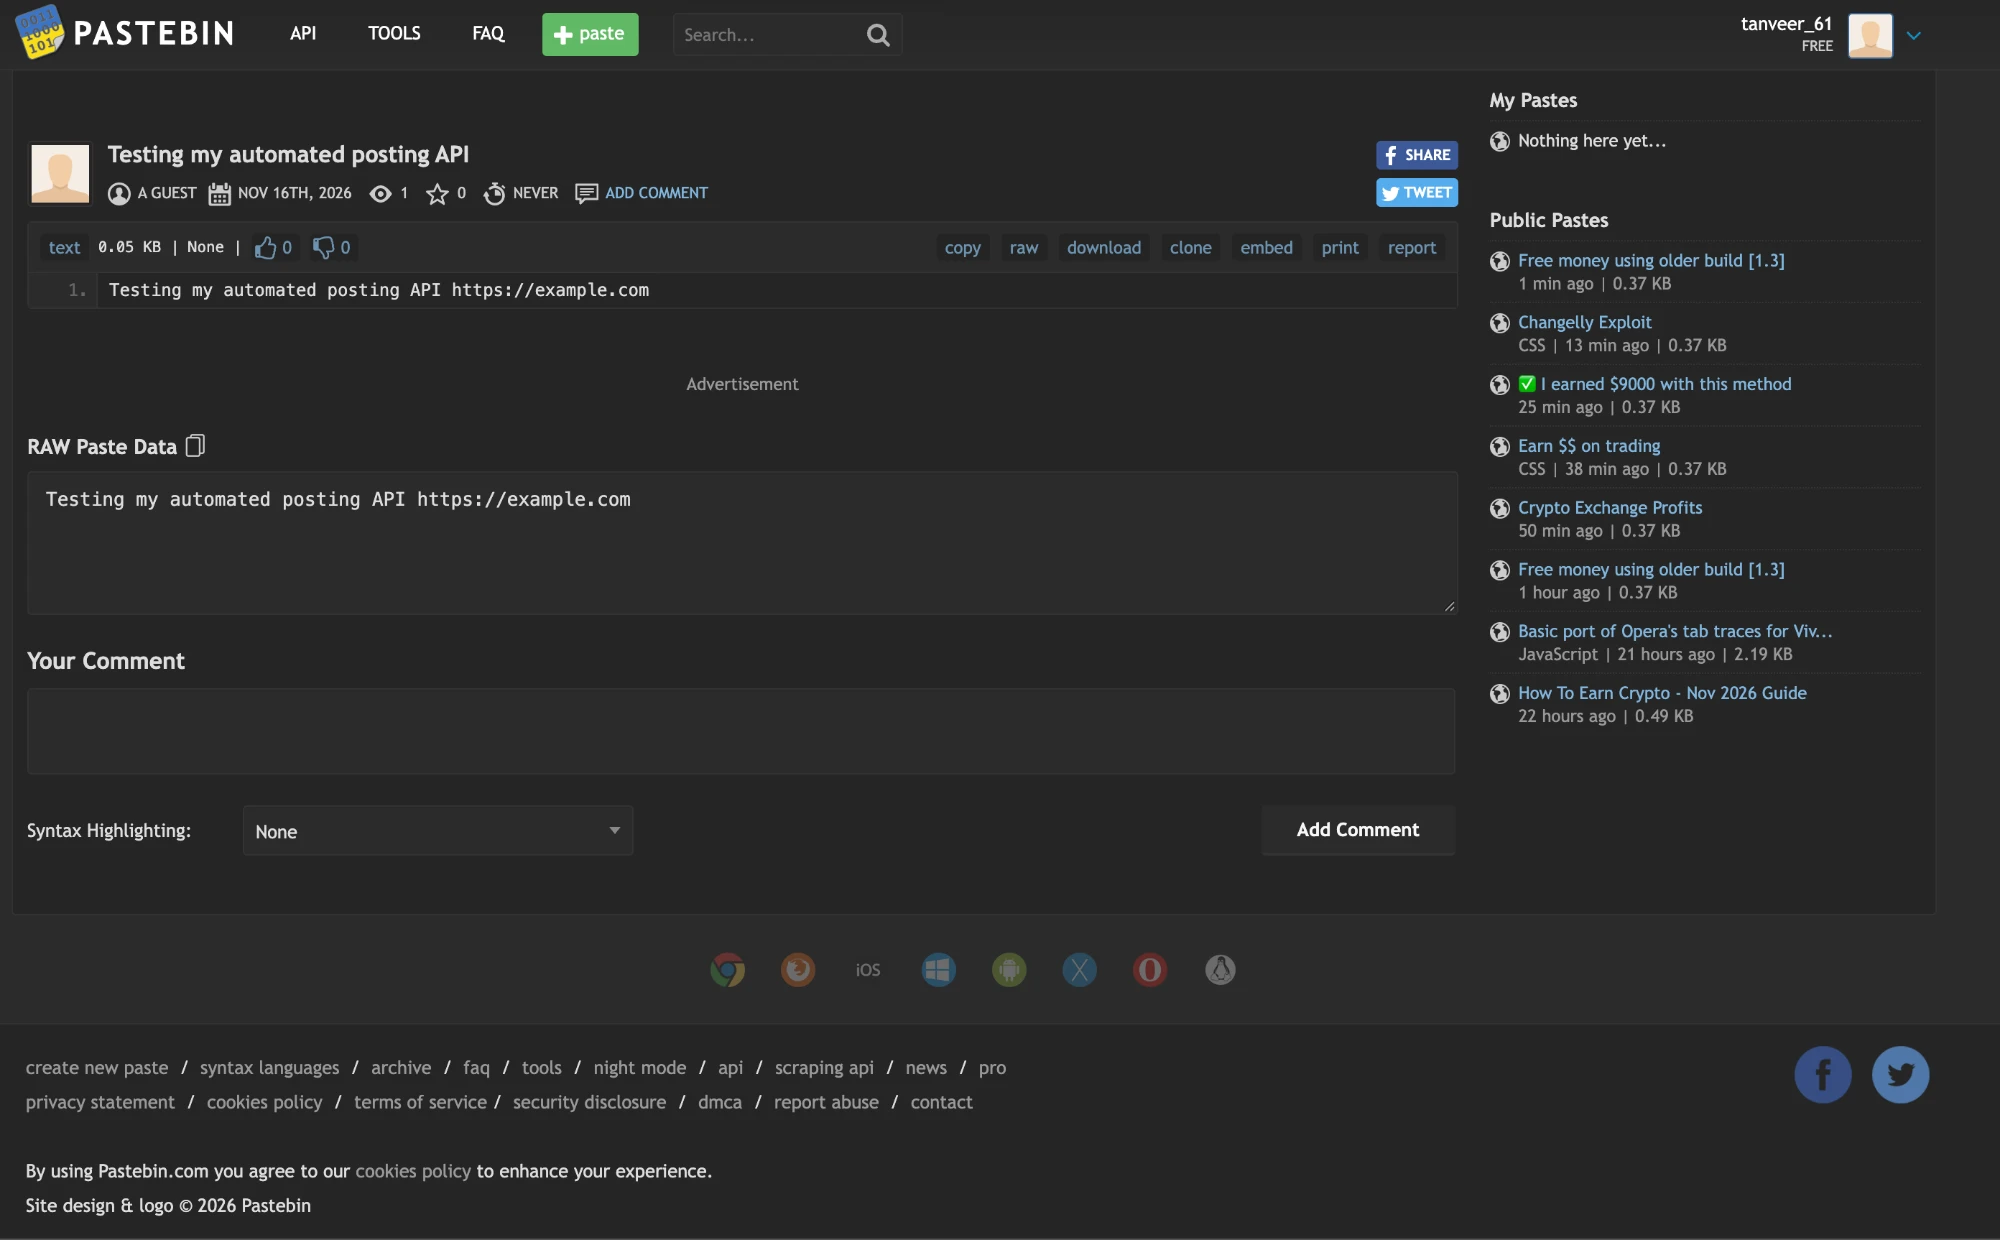 0011
1000
101
PASTEBIN
API
TOOLS
FAQ
paste
Search...
tanveer_61
FREE
Testing my automated posting API
A GUEST
NOV 16TH, 2026
1
0
NEVER
ADD COMMENT
SHARE
TWEET
text 0.05 KB | None | 0 0
copy
raw
download
clone
embed
print
report
1. Testing my automated posting API https://example.com
Advertisement
RAW Paste Data
Testing my automated posting API https://example.com
Your Comment
Syntax Highlighting:
None
Add Comment
My Pastes
Nothing here yet...
Public Pastes
Free money using older build [1.3]
1 min ago | 0.37 KB
Changelly Exploit
CSS | 13 min ago | 0.37 KB
✅ I earned $9000 with this method
25 min ago | 0.37 KB
Earn $$ on trading
CSS | 38 min ago | 0.37 KB
Crypto Exchange Profits
50 min ago | 0.37 KB
Free money using older build [1.3]
1 hour ago | 0.37 KB
Basic port of Opera's tab traces for Viv...
JavaScript | 21 hours ago | 2.19 KB
How To Earn Crypto - Nov 2026 Guide
22 hours ago | 0.49 KB
iOS
create new paste / syntax languages / archive / faq / tools / night mode / api / scraping api / news / pro
privacy statement / cookies policy / terms of service / security disclosure / dmca / report abuse / contact
By using Pastebin.com you agree to our cookies policy to enhance your experience.
Site design & logo © 2026 Pastebin